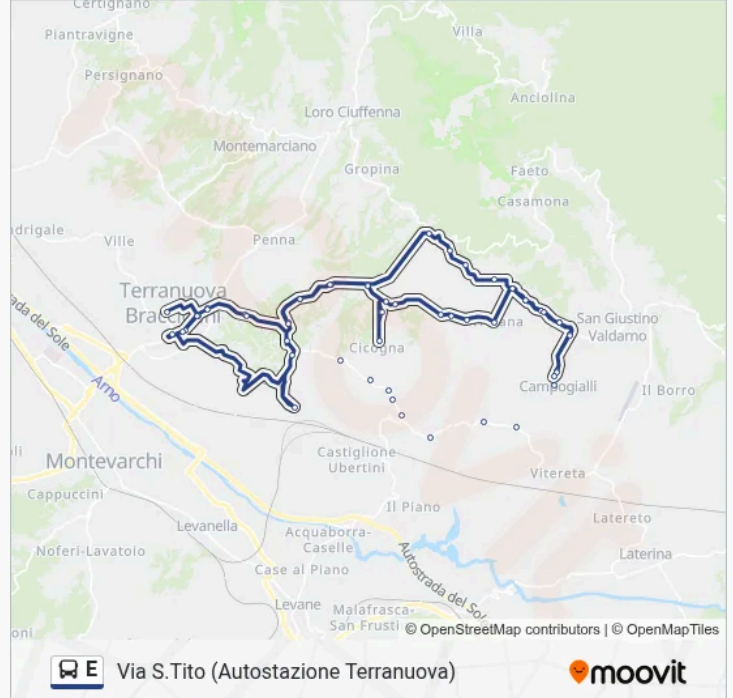 Certignano
Piantravigne
Villa
Persignano
Anciolina
Loro Ciuffenna
Montemarciano
Gropina
Faeto
Casamona
adrigale
Ville
Penna
Terranuova
Bracciolini
ada del Sole
San Giustino
Valdarno
Cicogna
Arno
Campogialli
Il Borro
Montevarchi
Castiglione
Ubertini
Vitereta
Cappuccini
Il Piano
Latereto
Levanella
Acquaborra-
Caselle
Noferi-Lavatoio
Laterina
Case al Piano
Autostrada del Sole
Levane
Malafrasca-
San Frusti
oni
© OpenStreetMap contributors | © OpenMapTiles
E Via S.Tito (Autostazione Terranuova)
moovit